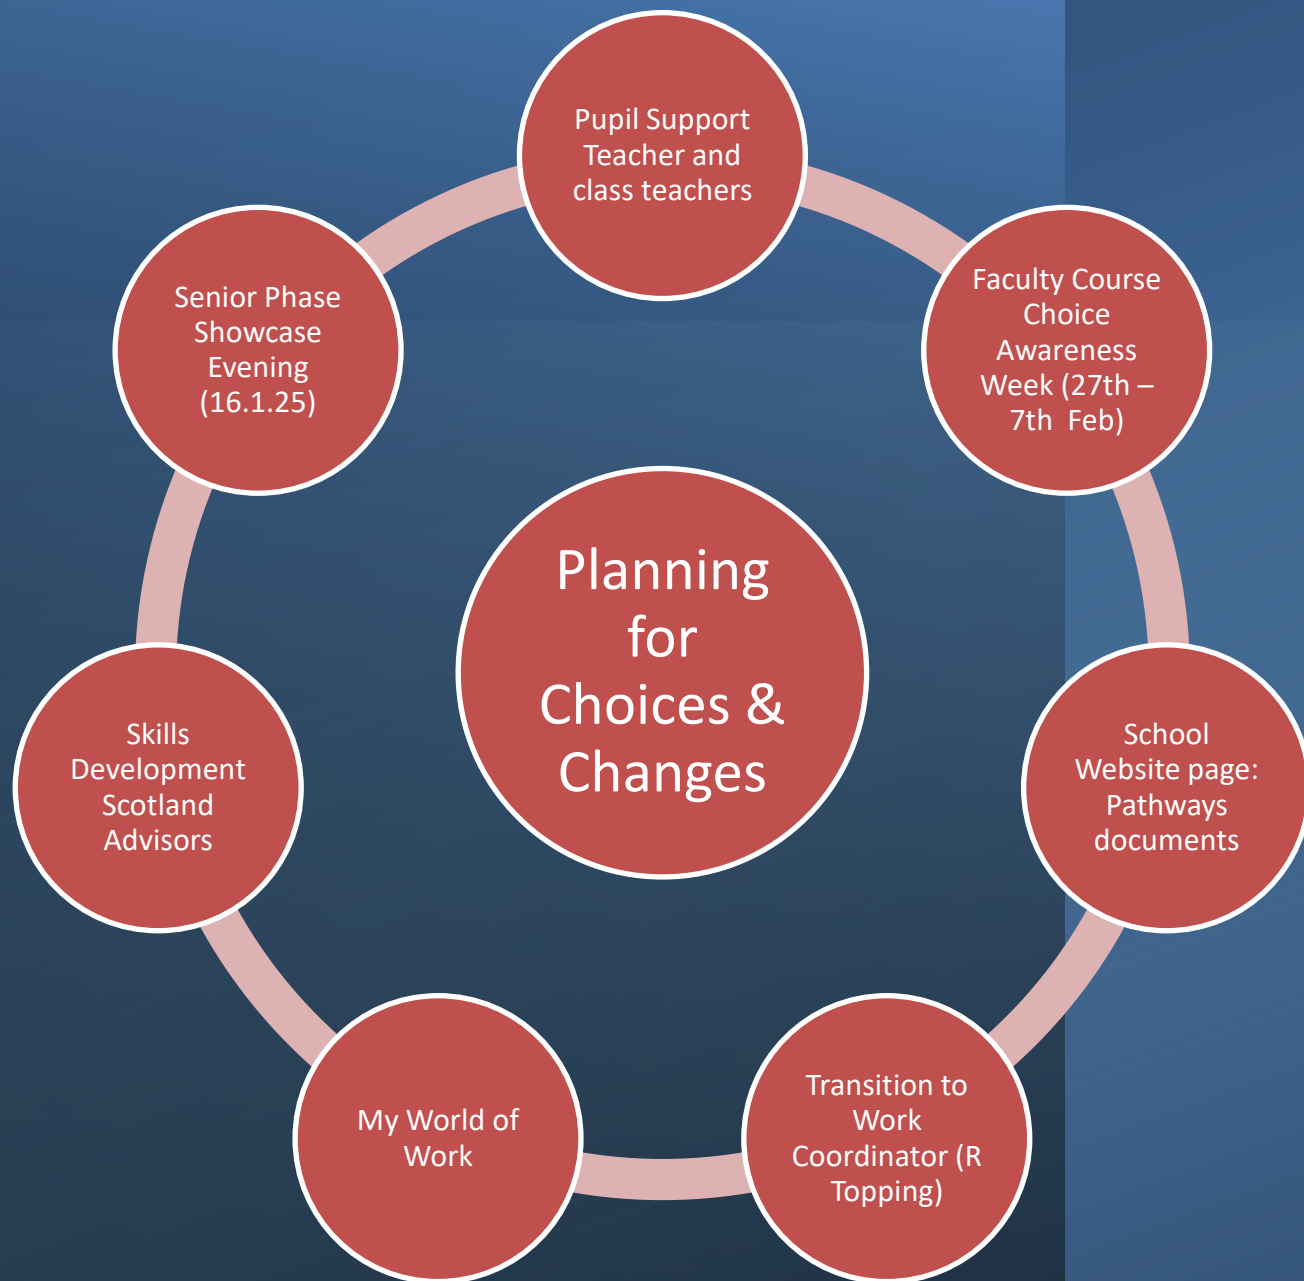 Pupil Support
Teacher and
class teachers
Faculty Course
Choice
Awareness
Week (27th –
7th  Feb)
School
Website page:
Pathways
documents
Transition to
Work
Coordinator (R
Topping)
My World of
Work
Skills
Development
Scotland
Advisors
Senior Phase
Showcase
Evening
(16.1.25)
Planning
for
Choices &
Changes